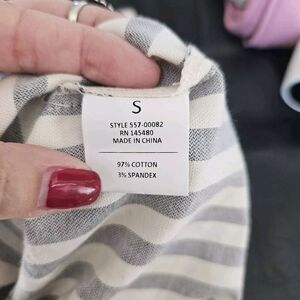 S
STYLE 557-00082
RN 145480
MADE IN CHINA
97% COTTON
3% SPANDEX